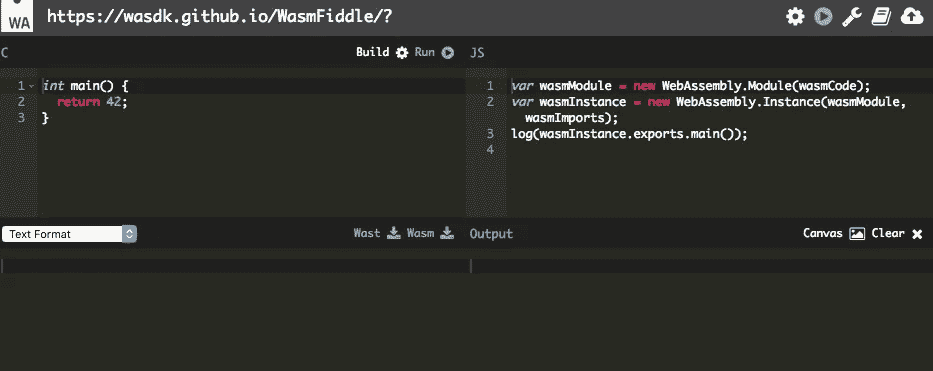 WA
https://wasdk.github.io/WasmFiddle/?
C
Build Run
JS
1 int main() {
2 return 42;
3 }
1 var wasmModule = new WebAssembly.Module(wasmCode);
2 var wasmInstance = new WebAssembly.Instance(wasmModule,
wasmImports);
3 log(wasmInstance.exports.main());
4
Text Format
Wast Wasm
Output
Canvas Clear